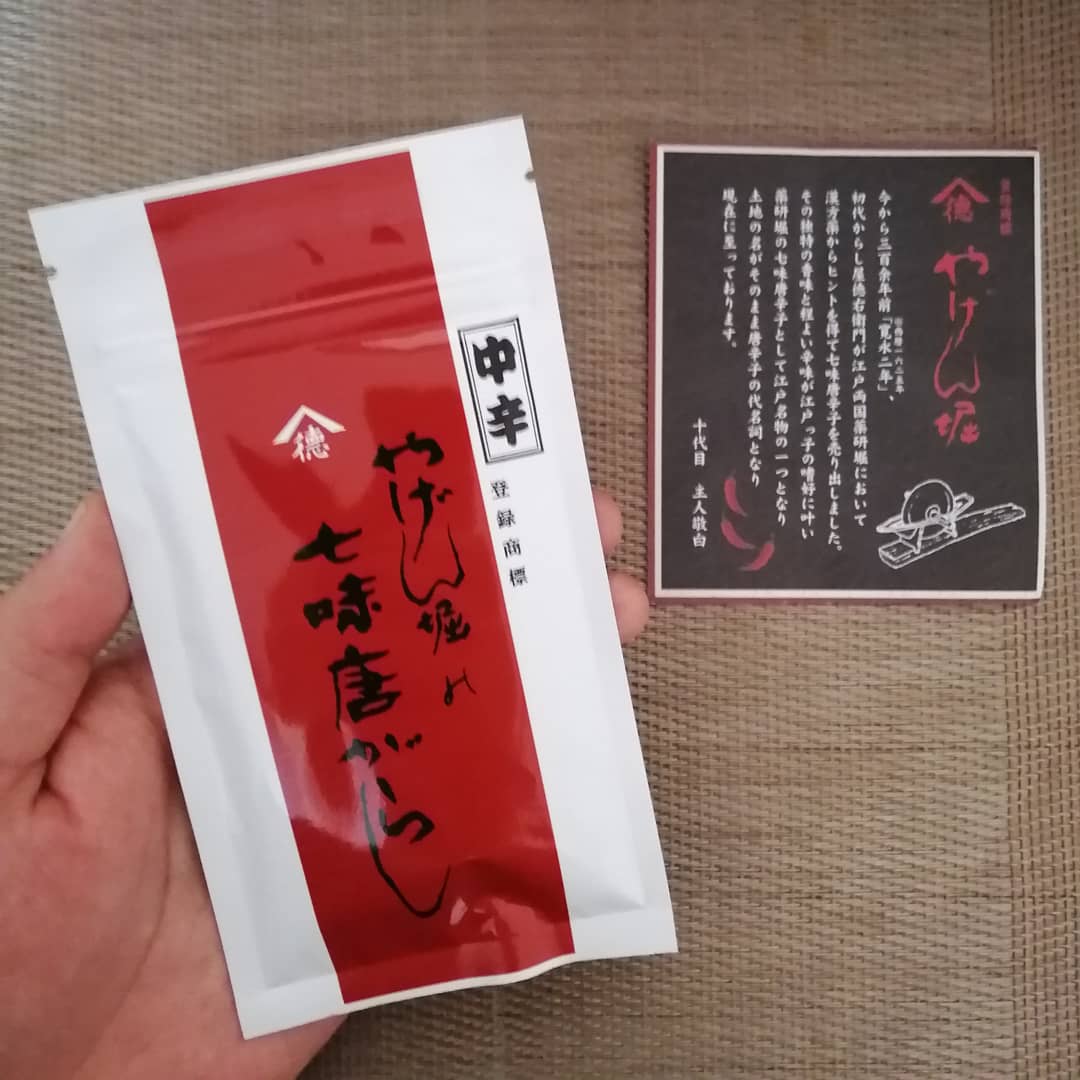 中辛
登録商標
徳
やげん堀の
七味唐がらし
徳
やげん堀
今から三百余年前「寛永二年」、
初代からし屋徳右衛門が江戸両国薬研堀において
漢方薬からヒントを得て七味唐辛子を売り出しました。
その独特の香味と程よい辛味が江戸っ子の嗜好に叶い
薬研堀の七味唐辛子として江戸名物の一つとなり
土地の名がそのまま唐辛子の代名詞となり
現在に至っております。
十代目 主人敬白